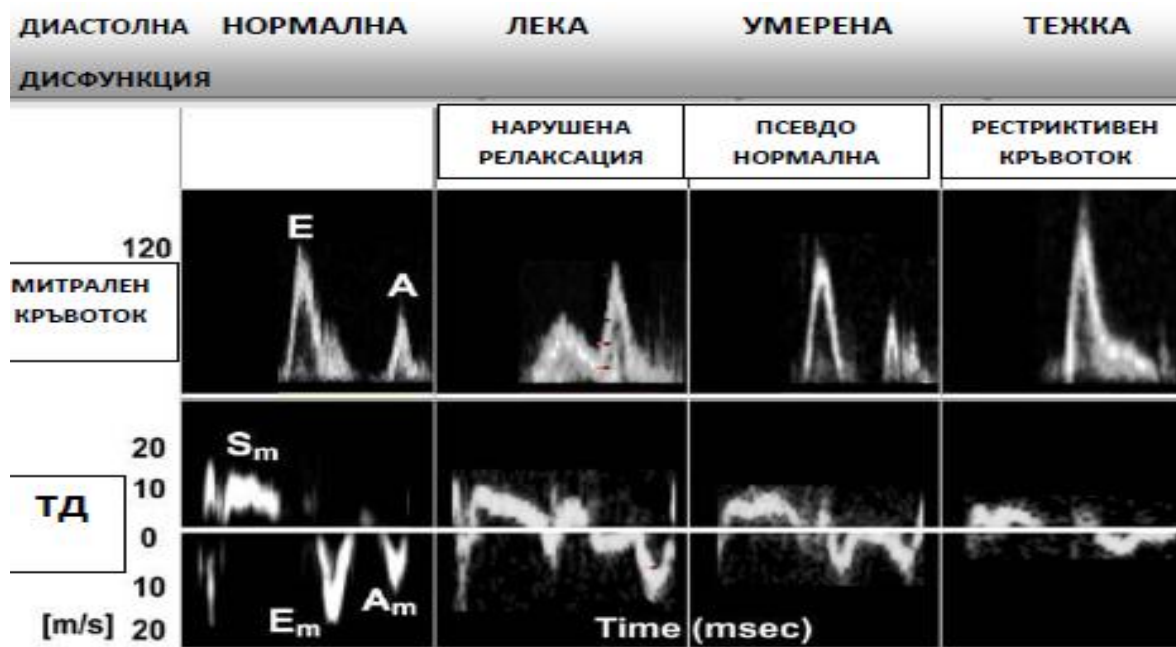 ДИАСТОЛНА НОРМАЛНА ЛЕКА УМЕРЕНА ТЕЖКА
ДИСФУНКЦИЯ
НАРУШЕНА
РЕЛАКСАЦИЯ
ПСЕВДО
НОРМАЛНА
РЕСТРИКТИВЕН
КРЪВОТОК
E
A
120
МИТРАЛЕН
КРЪВОТОК
20
Sm
10
ТД
0
10
Em
Am
[m/s] 20
Time (msec)